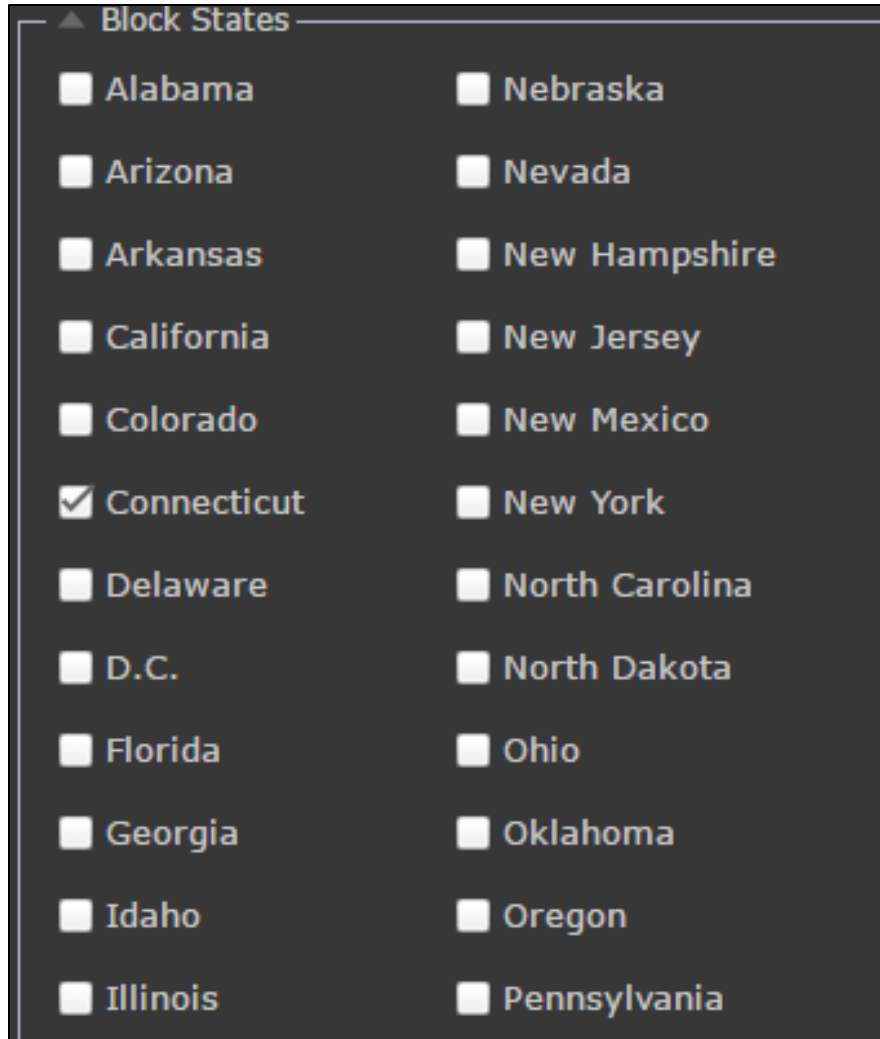 Block States
Alabama
Arizona
Arkansas
California
Colorado
Connecticut
Delaware
D.C.
Florida
Georgia
Idaho
Illinois
Nebraska
Nevada
New Hampshire
New Jersey
New Mexico
New York
North Carolina
North Dakota
Ohio
Oklahoma
Oregon
Pennsylvania